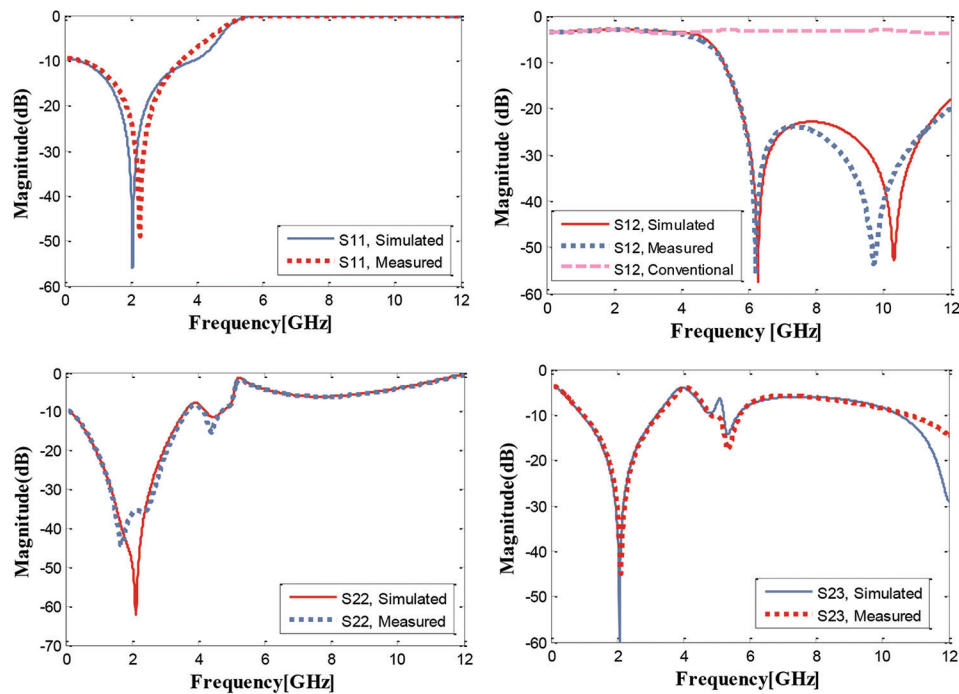 0
-10
-20
-30
-40
-50
-60
0 2 4 6 8 10 12
Magnitude(dB)
Frequency[GHz]
S11, Simulated
S11, Measured
0
-10
-20
-30
-40
-50
-60
0 2 4 6 8 10 12
Magnitude (dB)
Frequency [GHz]
S12, Simulated
S12, Measured
S12, Conventional
0
-10
-20
-30
-40
-50
-60
-70
0 2 4 6 8 10 12
Magnitude(dB)
Frequency[GHz]
S22, Simulated
S22, Measured
0
-10
-20
-30
-40
-50
-60
0 2 4 6 8 10 12
Magnitude(dB)
Frequency[GHz]
S23, Simulated
S23, Measured